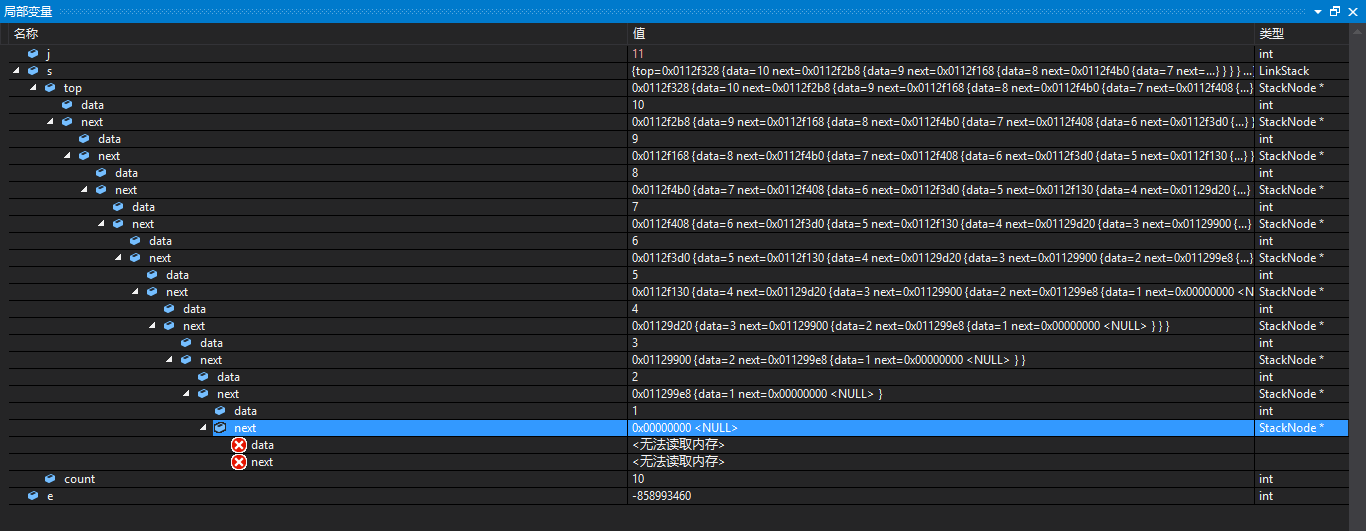 局部变量
名称 值 类型
j 11 int
s {top=0x0112f328 {data=10 next=0x0112f2b8 {data=9 next=0x0112f168 {data=8 next=0x0112f4b0 {data=7 next=...} } } } ... LinkStack
top 0x0112f328 {data=10 next=0x0112f2b8 {data=9 next=0x0112f168 {data=8 next=0x0112f4b0 {data=7 next=0x0112f408 {...} StackNode *
data 10 int
next 0x0112f2b8 {data=9 next=0x0112f168 {data=8 next=0x0112f4b0 {data=7 next=0x0112f408 {data=6 next=0x0112f3d0 {...} } StackNode *
data 9 int
next 0x0112f168 {data=8 next=0x0112f4b0 {data=7 next=0x0112f408 {data=6 next=0x0112f3d0 {data=5 next=0x0112f130 {...} } StackNode *
data 8 int
next 0x0112f4b0 {data=7 next=0x0112f408 {data=6 next=0x0112f3d0 {data=5 next=0x0112f130 {data=4 next=0x01129d20 {...} StackNode *
data 7 int
next 0x0112f408 {data=6 next=0x0112f3d0 {data=5 next=0x0112f130 {data=4 next=0x01129d20 {data=3 next=0x01129900 {...} StackNode *
data 6 int
next 0x0112f3d0 {data=5 next=0x0112f130 {data=4 next=0x01129d20 {data=3 next=0x01129900 {data=2 next=0x011299e8 {...} StackNode *
data 5 int
next 0x0112f130 {data=4 next=0x01129d20 {data=3 next=0x01129900 {data=2 next=0x011299e8 {data=1 next=0x00000000 <N StackNode *
data 4 int
next 0x01129d20 {data=3 next=0x01129900 {data=2 next=0x011299e8 {data=1 next=0x00000000 <NULL> } } } StackNode *
data 3 int
next 0x01129900 {data=2 next=0x011299e8 {data=1 next=0x00000000 <NULL> } } StackNode *
data 2 int
next 0x011299e8 {data=1 next=0x00000000 <NULL> } StackNode *
data 1 int
next 0x00000000 <NULL> StackNode *
data <无法读取内存>
next <无法读取内存>
count 10 int
e -858993460 int